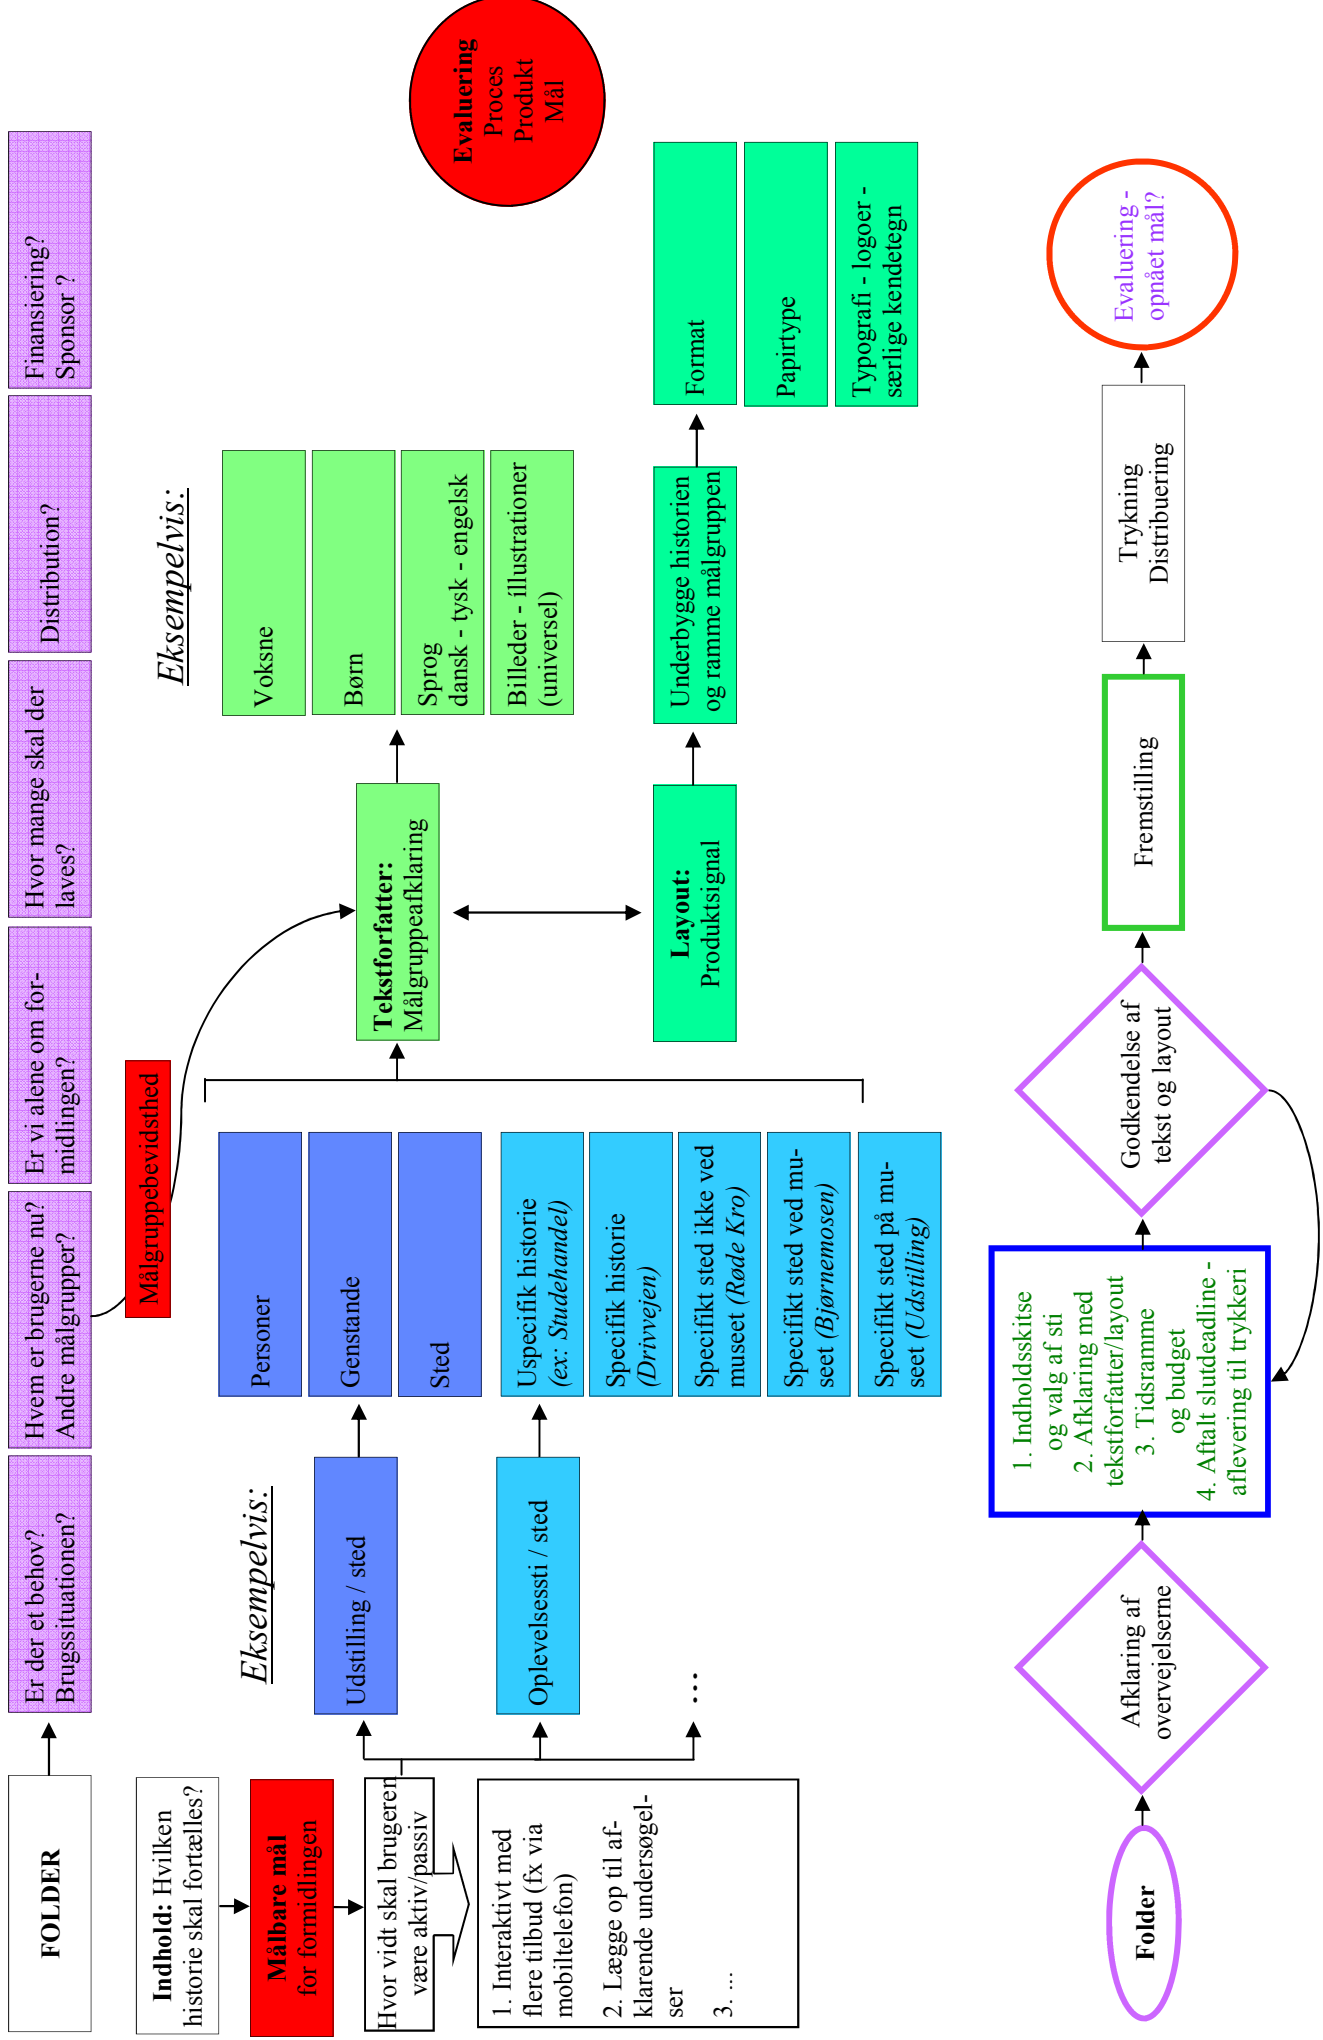 FOLDER
Er der et behov?
Brugssituationen?
Hvem er brugerne nu?
Andre målgrupper?
Er vi alene om for-
midlingen?
Hvor mange skal der
laves?
Distribution?
Finansiering?
Sponsor ?
Målgruppebevidsthed
Indhold: Hvilken
historie skal fortælles?
Målbare mål
for formidlingen
Hvor vidt skal brugeren
være aktiv/passiv
1. Interaktivt med
flere tilbud (fx via
mobiltelefon)
2. Lægge op til af-
klarende undersøgel-
ser
3. ...
Eksempelvis:
Udstilling / sted
Oplevelsessti / sted
...
Personer
Genstande
Sted
Uspecifik historie
(ex: Studehandel)
Specifik historie
(Drivvejen)
Specifikt sted ikke ved
museet (Røde Kro)
Specifikt sted ved mu-
seet (Bjørnemosen)
Specifikt sted på mu-
seet (Udstilling)
Tekstforfatter:
Målgruppeafklaring
Layout:
Produktsignal
Eksempelvis:
Voksne
Børn
Sprog
dansk - tysk - engelsk
Billeder - íllustrationer
(universel)
Underbygge historien
og ramme målgruppen
Format
Papirtype
Typografi - logoer -
særlige kendetegn
Evaluering
Proces
Produkt
Mål
Folder
Afklaring af
overvejelserne
1. Indholdsskitse
og valg af sti
2. Afklaring med
tekstforfatter/layout
3. Tidsramme
og budget
4. Aftalt slutdeadline -
aflevering til trykkeri
Godkendelse af
tekst og layout
Fremstilling
Trykning
Distribuering
Evaluering -
opnået mål?